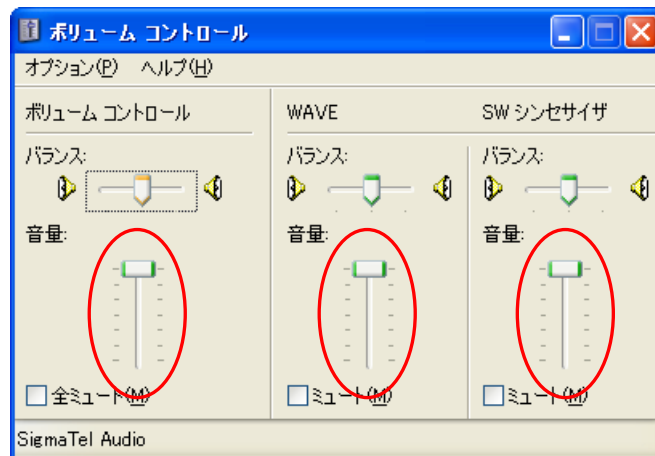 ボリューム コントロール
オプション(P) ヘルプ(H)
ボリューム コントロール
WAVE
SW シンセサイザ
バランス:
バランス:
バランス:
音量:
音量:
音量:
全ミュート(M)
ミュート(M)
ミュート(M)
SigmaTel Audio